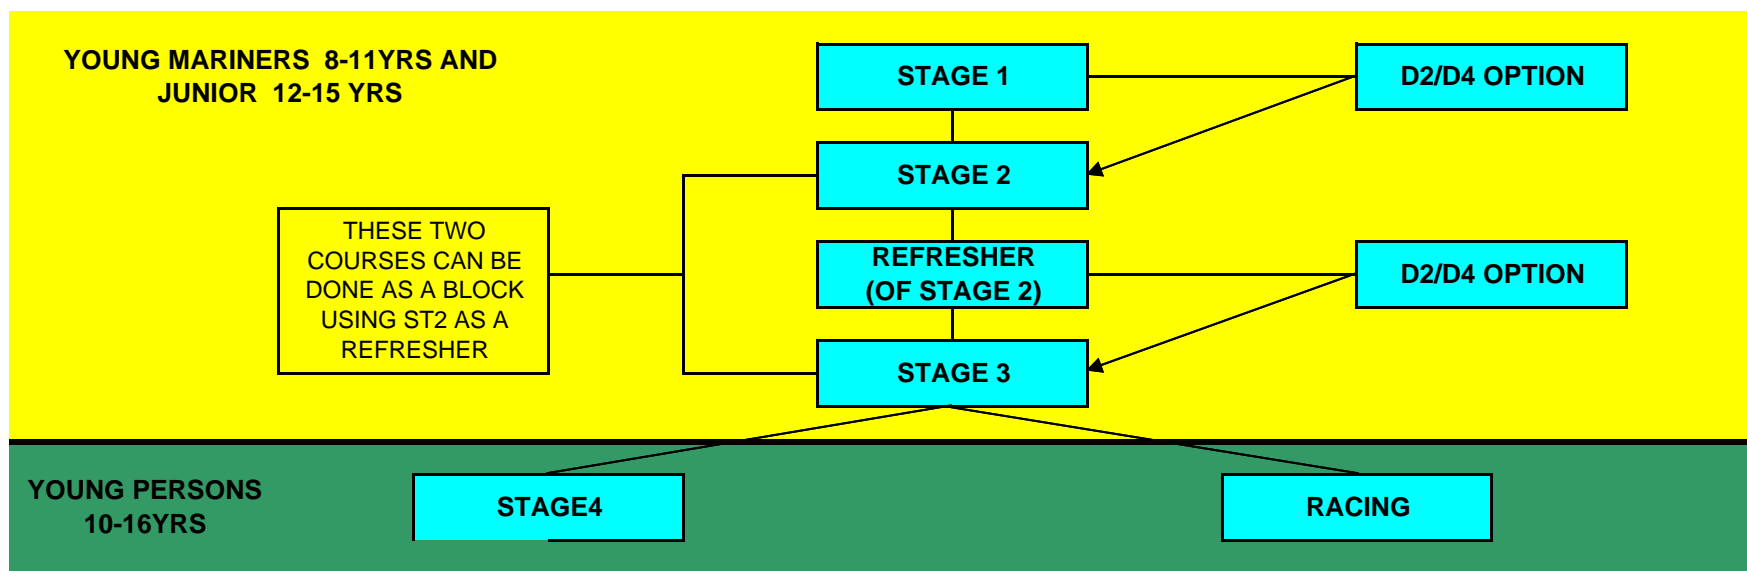 YOUNG MARINERS  8-11YRS AND
JUNIOR  12-15 YRS
STAGE 1
D2/D4 OPTION
STAGE 2
THESE TWO
COURSES CAN BE
DONE AS A BLOCK
USING ST2 AS A
REFRESHER
REFRESHER
(OF STAGE 2)
D2/D4 OPTION
STAGE 3
YOUNG PERSONS
10-16YRS
STAGE4
RACING